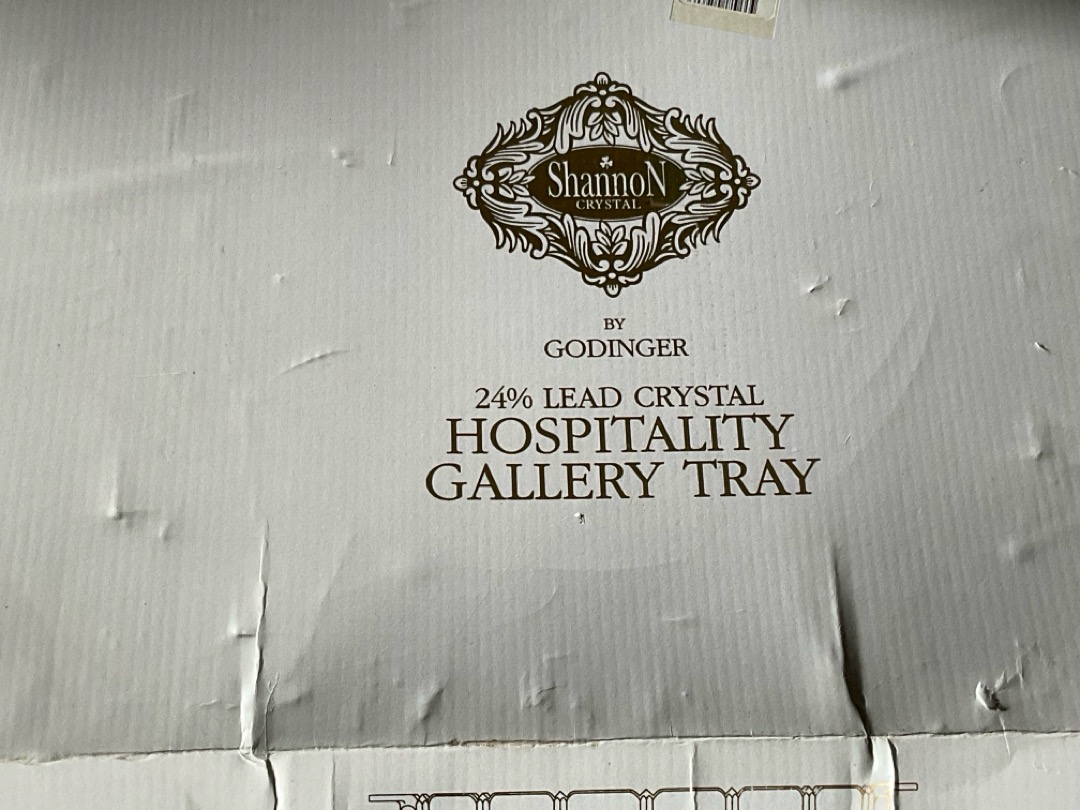 ShannoN
CRYSTAL
BY
GODINGER
24% LEAD CRYSTAL
HOSPITALITY
GALLERY TRAY